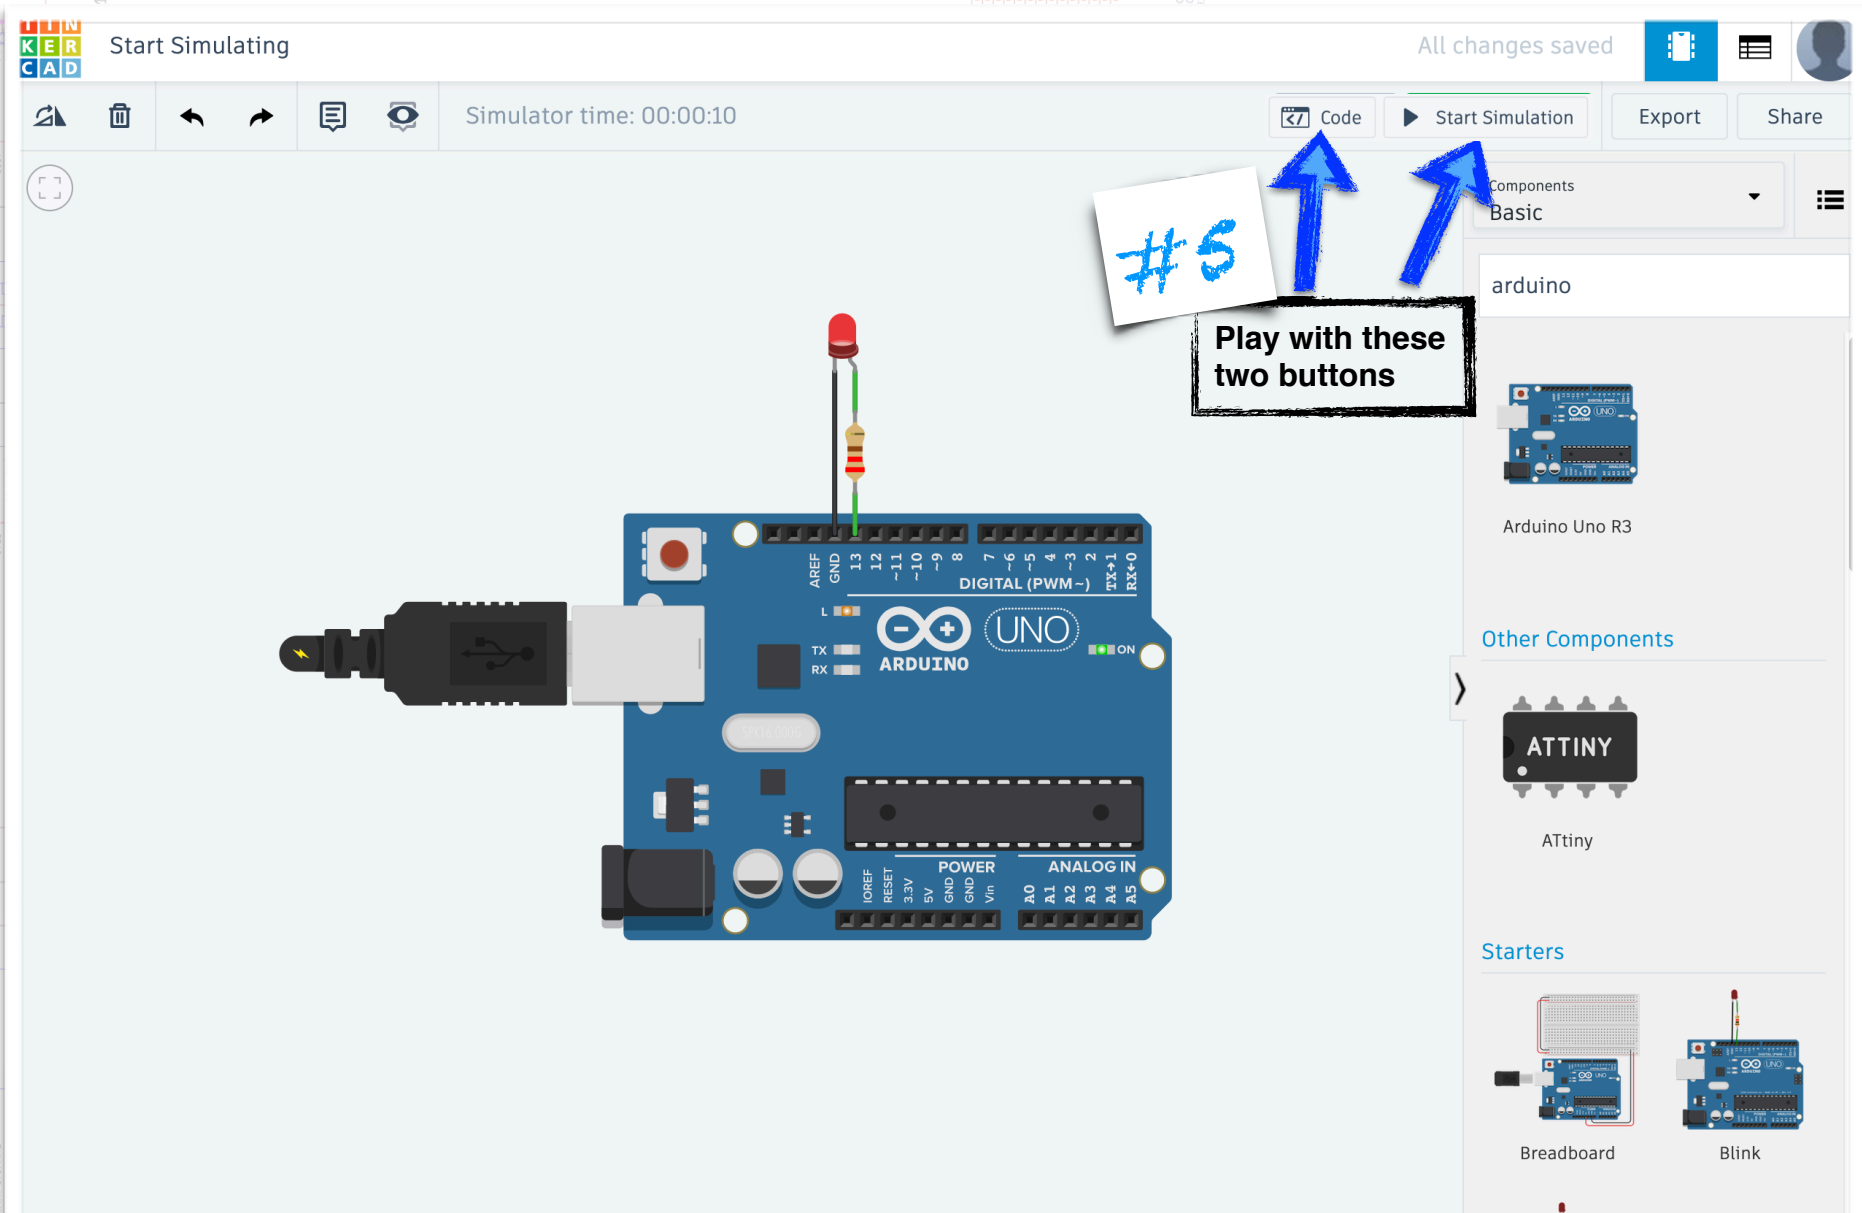 TIN
KER
CAD
Start Simulating
All changes saved
Simulator time: 00:00:10
Code
Start Simulation
Export
Share
#5
Play with these
two buttons
Components
Basic
arduino
Arduino Uno R3
Other Components
ATTINY
ATtiny
Starters
Breadboard
Blink
AREF
GND
13
12
~11
~10
~9
8
7
~6
~5
4
~3
2
TX→1
RX←0
DIGITAL (PWM~)
L
TX
RX
ARDUINO
UNO
ON
POWER
ANALOG IN
IOREF
RESET
3.3V
5V
GND
GND
Vin
A0
A1
A2
A3
A4
A5